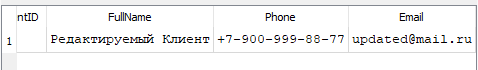 ntID FullName Phone Email
1 Редактируемый Клиент +7-900-999-88-77 updated@mail.ru